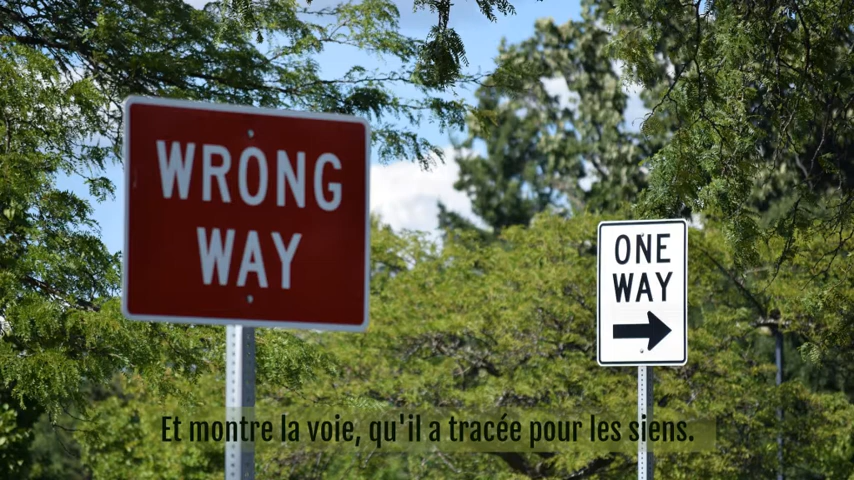 WRONG
WAY
ONE
WAY
Et montre la voie, qu'il a tracée pour les siens.